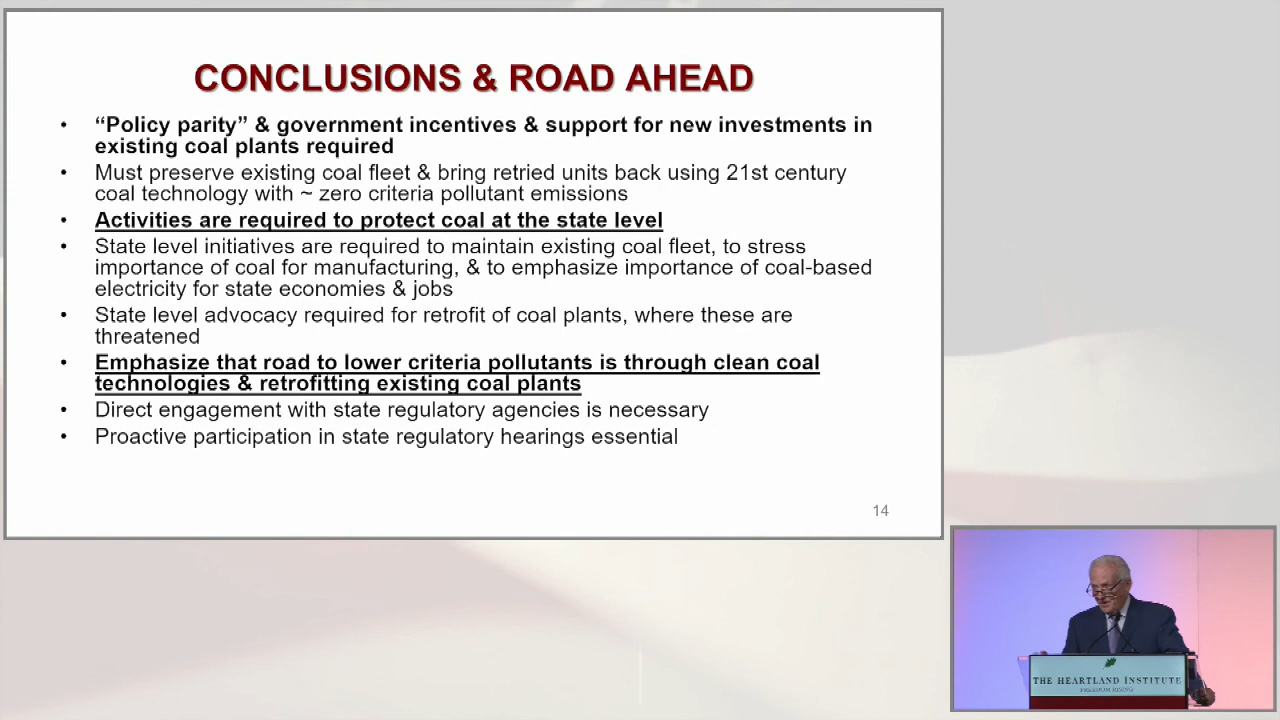 CONCLUSIONS & ROAD AHEAD
• “Policy parity” & government incentives & support for new investments in
existing coal plants required
• Must preserve existing coal fleet & bring retried units back using 21st century
coal technology with ~ zero criteria pollutant emissions
• Activities are required to protect coal at the state level
• State level initiatives are required to maintain existing coal fleet, to stress
importance of coal for manufacturing, & to emphasize importance of coal-based
electricity for state economies & jobs
• State level advocacy required for retrofit of coal plants, where these are
threatened
• Emphasize that road to lower criteria pollutants is through clean coal
technologies & retrofitting existing coal plants
• Direct engagement with state regulatory agencies is necessary
• Proactive participation in state regulatory hearings essential
14
THE HEARTLAND INSTITUTE
FREEDOM RISING